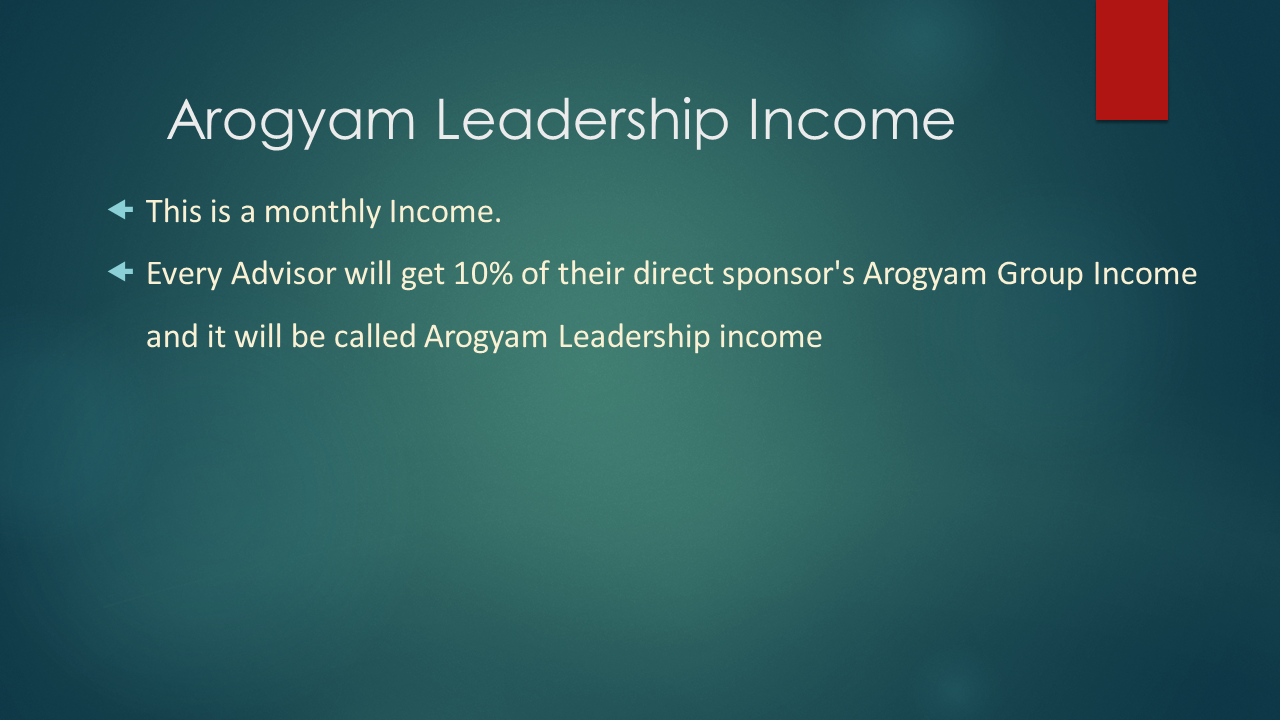 Arogyam Leadership Income
This is a monthly Income.
Every Advisor will get 10% of their direct sponsor's Arogyam Group Income
and it will be called Arogyam Leadership income